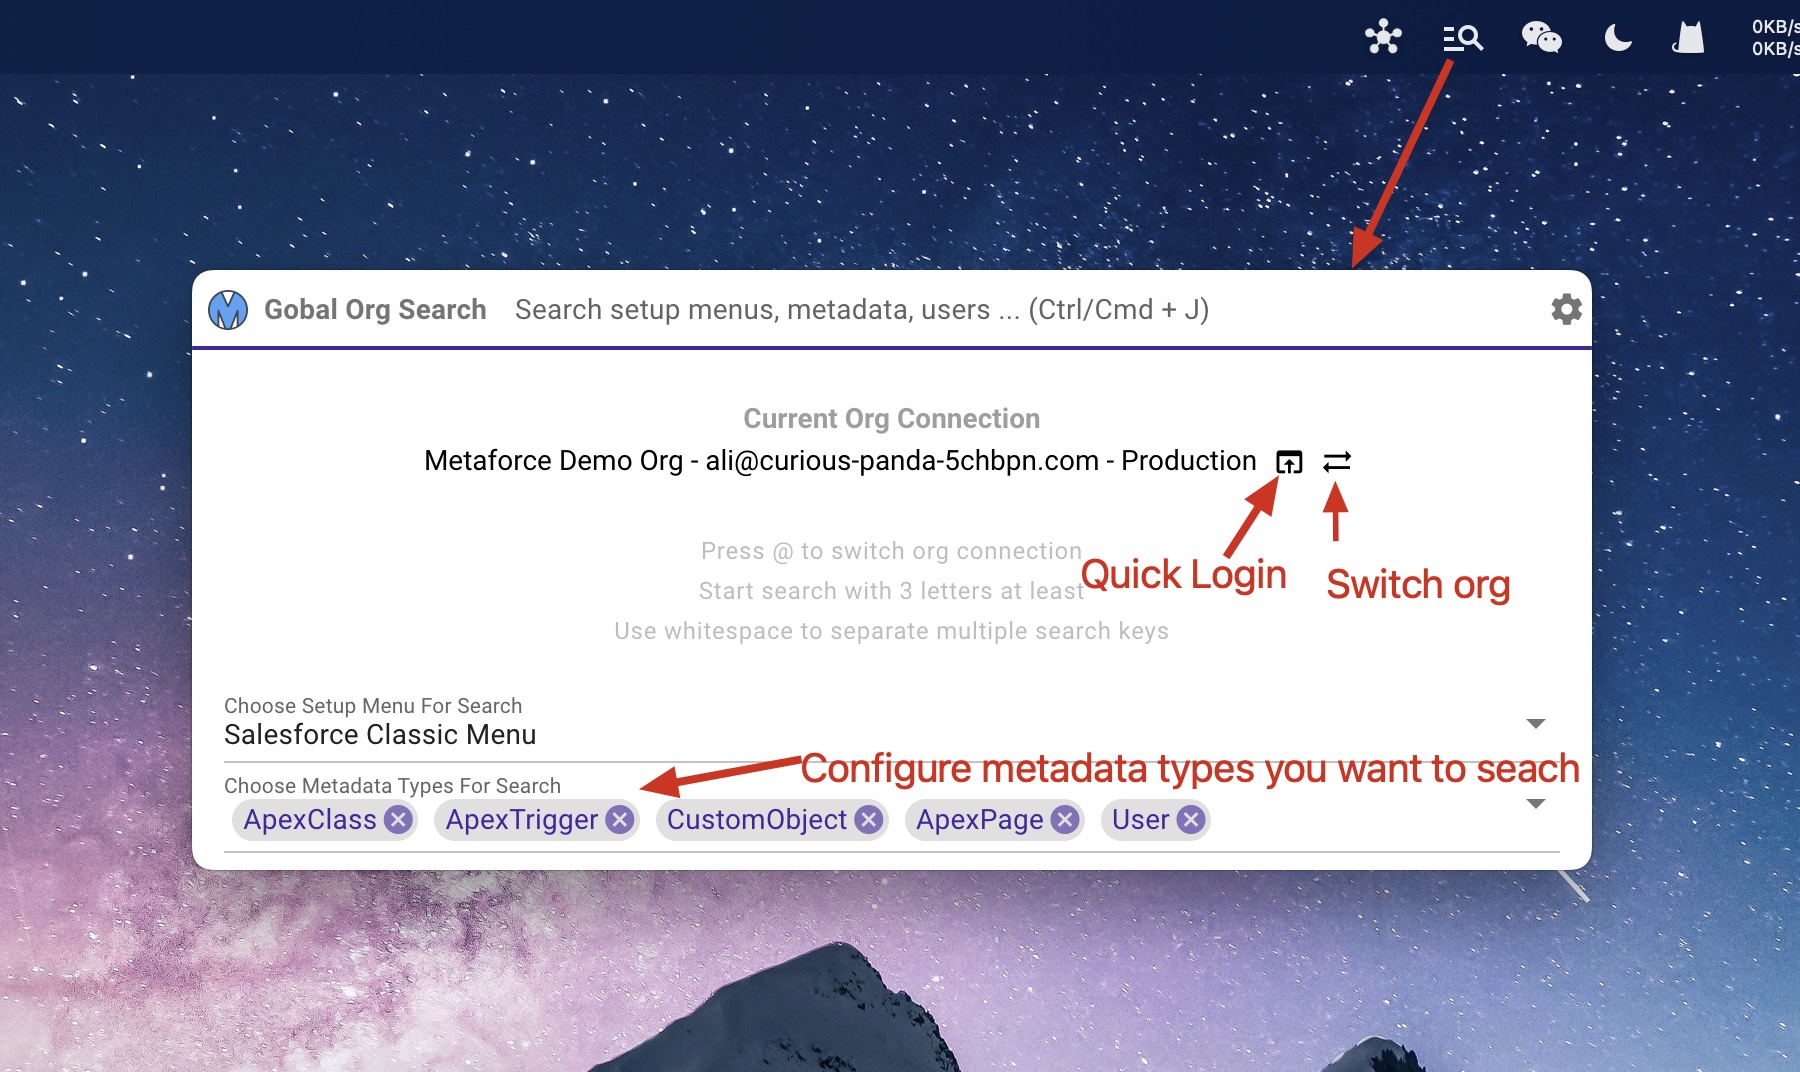 0KB/s
0KB/s
Gobal Org Search Search setup menus, metadata, users ... (Ctrl/Cmd + J)
Current Org Connection
Metaforce Demo Org - ali@curious-panda-5chbpn.com - Production
Press @ to switch org connection
Quick Login
Switch org
Start search with 3 letters at least
Use whitespace to separate multiple search keys
Choose Setup Menu For Search
Salesforce Classic Menu
Configure metadata types you want to seach
Choose Metadata Types For Search
ApexClass ApexTrigger CustomObject ApexPage User